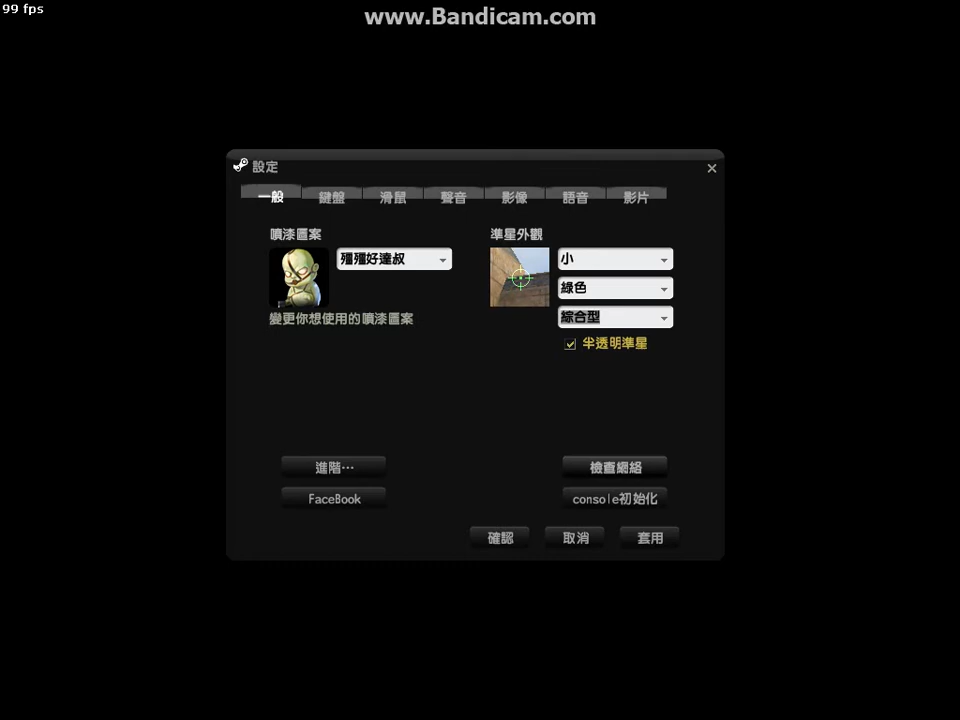 99 fps
www.Bandicam.com
設定
一般 鍵盤 滑鼠 聲音 影像 語音 影片
噴漆圖案
殭殭好達叔
變更你想使用的噴漆圖案
準星外觀
小
綠色
綜合型
半透明準星
進階…
檢查網絡
FaceBook
console初始化
確認 取消 套用